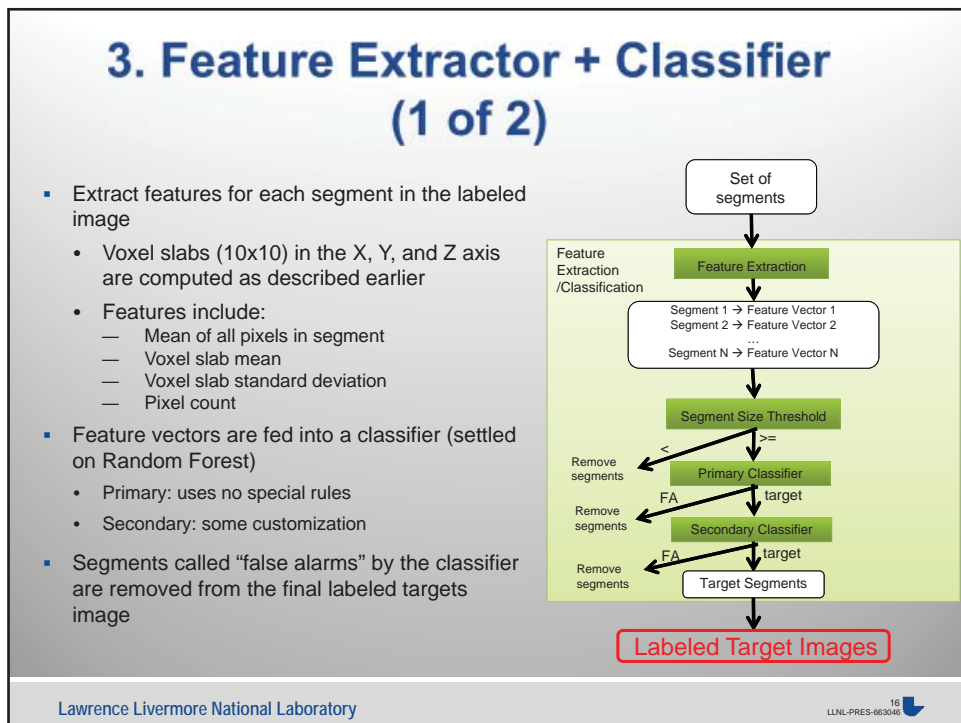 3. Feature Extractor + Classifier
(1 of 2)
▪ Extract features for each segment in the labeled
image
• Voxel slabs (10x10) in the X, Y, and Z axis
are computed as described earlier
• Features include:
— Mean of all pixels in segment
— Voxel slab mean
— Voxel slab standard deviation
— Pixel count
▪ Feature vectors are fed into a classifier (settled
on Random Forest)
• Primary: uses no special rules
• Secondary: some customization
▪ Segments called “false alarms” by the classifier
are removed from the final labeled targets
image
Set of
segments
Feature
Extraction
/Classification
Feature Extraction
Segment 1 → Feature Vector 1
Segment 2 → Feature Vector 2
...
Segment N → Feature Vector N
Segment Size Threshold
<
>=
Remove
segments
Primary Classifier
FA
target
Remove
segments
Secondary Classifier
FA
target
Remove
segments
Target Segments
Labeled Target Images
Lawrence Livermore National Laboratory
16
LLNL-PRES-663046